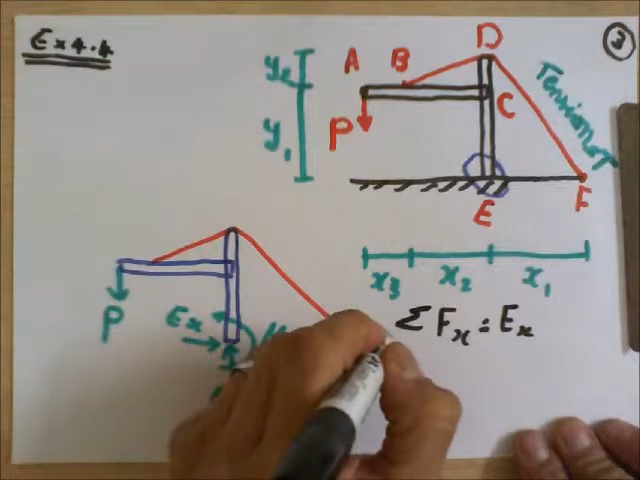 Ex 4.4
3
D
A
B
y2
C
P
y1
Tension=T
E
F
x3
x2
x1
P
Ex
ΣFx = Ex